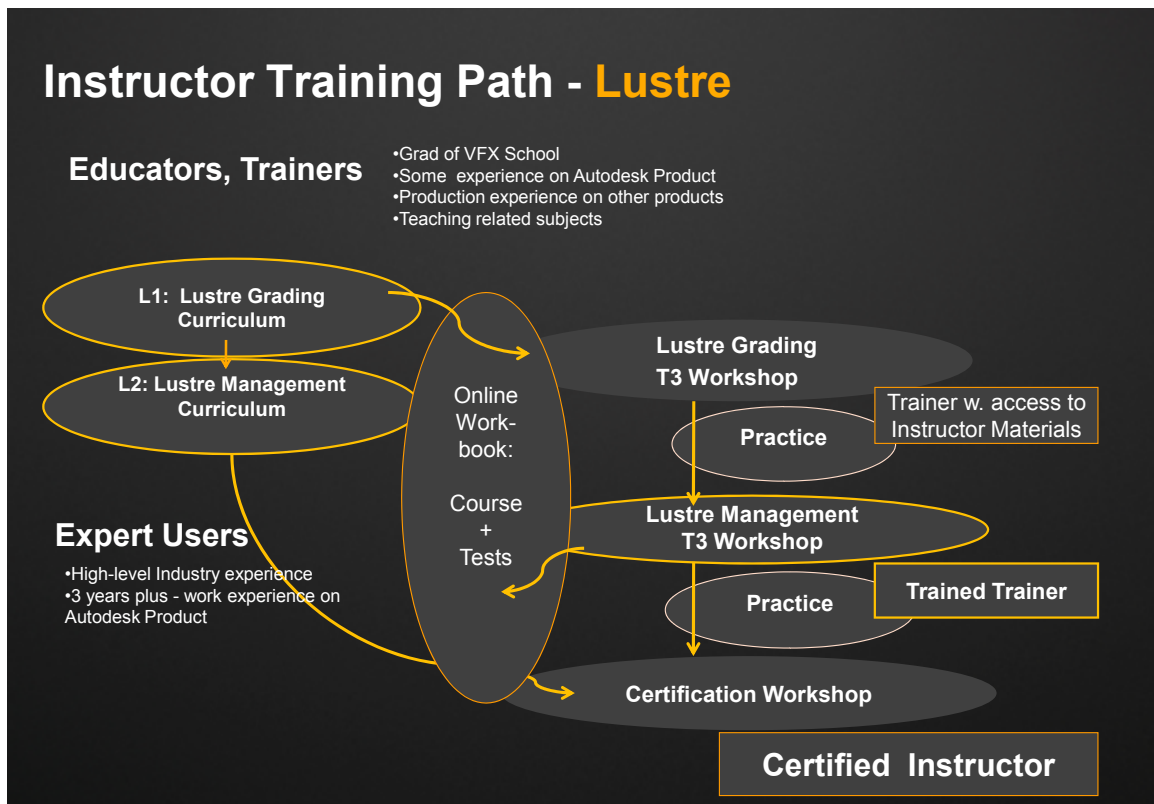 Instructor Training Path - Lustre
Educators, Trainers
•Grad of VFX School
•Some  experience on Autodesk Product
•Production experience on other products
•Teaching related subjects
L1:  Lustre Grading
Curriculum
L2: Lustre Management
Curriculum
Expert Users
•High-level Industry experience
•3 years plus - work experience on
Autodesk Product
Online
Work-
book:
Course
+
Tests
Lustre Grading
T3 Workshop
Practice
Trainer w. access to
Instructor Materials
Lustre Management
T3 Workshop
Practice
Trained Trainer
Certification Workshop
Certified  Instructor